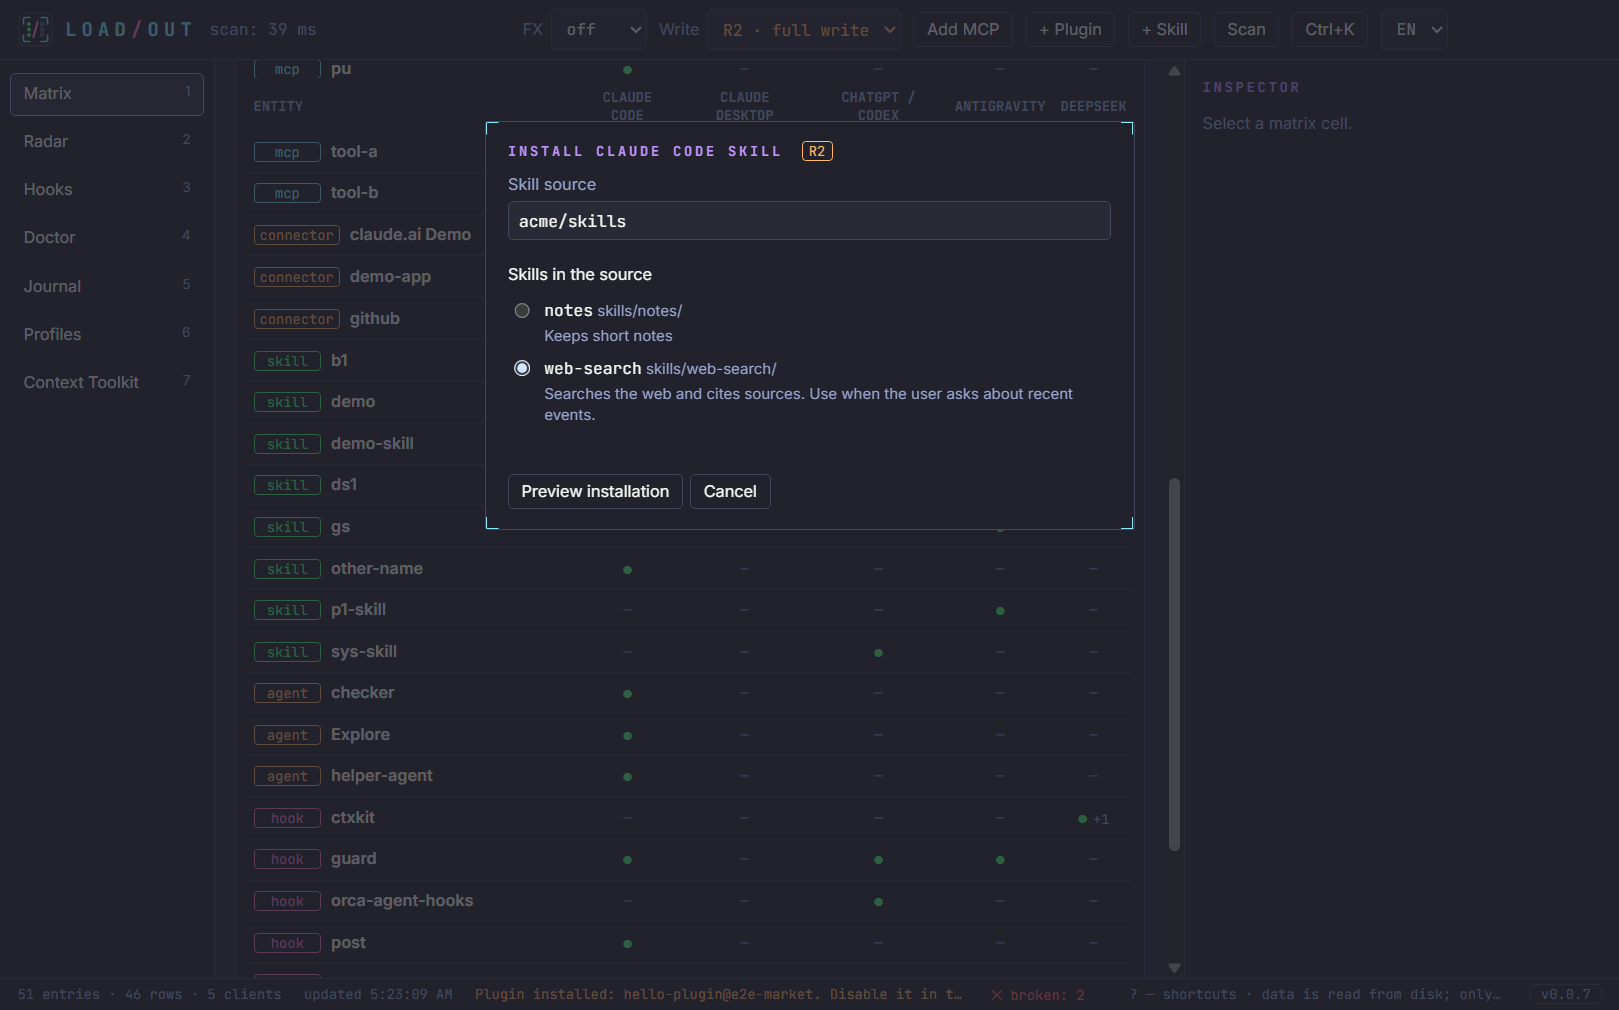 LOAD/OUT scan: 39 ms FX off Write R2 · full write Add MCP + Plugin + Skill Scan Ctrl+K EN
Matrix 1
Radar 2
Hooks 3
Doctor 4
Journal 5
Profiles 6
Context Toolkit 7
mcp pu — — — —
ENTITY CLAUDE CODE CLAUDE DESKTOP CHATGPT / CODEX ANTIGRAVITY DEEPSEEK
mcp tool-a
mcp tool-b
connector claude.ai Demo
connector demo-app
connector github
skill b1
skill demo
skill demo-skill
skill ds1
skill gs
skill other-name — — — —
skill p1-skill — — — —
skill sys-skill — — — —
agent checker — — — —
agent Explore — — — —
agent helper-agent — — — —
hook ctxkit — — — — +1
hook guard — —
hook orca-agent-hooks — — — —
hook post — — — —
INSTALL CLAUDE CODE SKILL R2
Skill source
acme/skills
Skills in the source
notes skills/notes/
Keeps short notes
web-search skills/web-search/
Searches the web and cites sources. Use when the user asks about recent
events.
Preview installation Cancel
INSPECTOR
Select a matrix cell.
51 entries · 46 rows · 5 clients updated 5:23:09 AM Plugin installed: hello-plugin@e2e-market. Disable it in t… ✕ broken: 2 ? — shortcuts · data is read from disk; only… v0.0.7